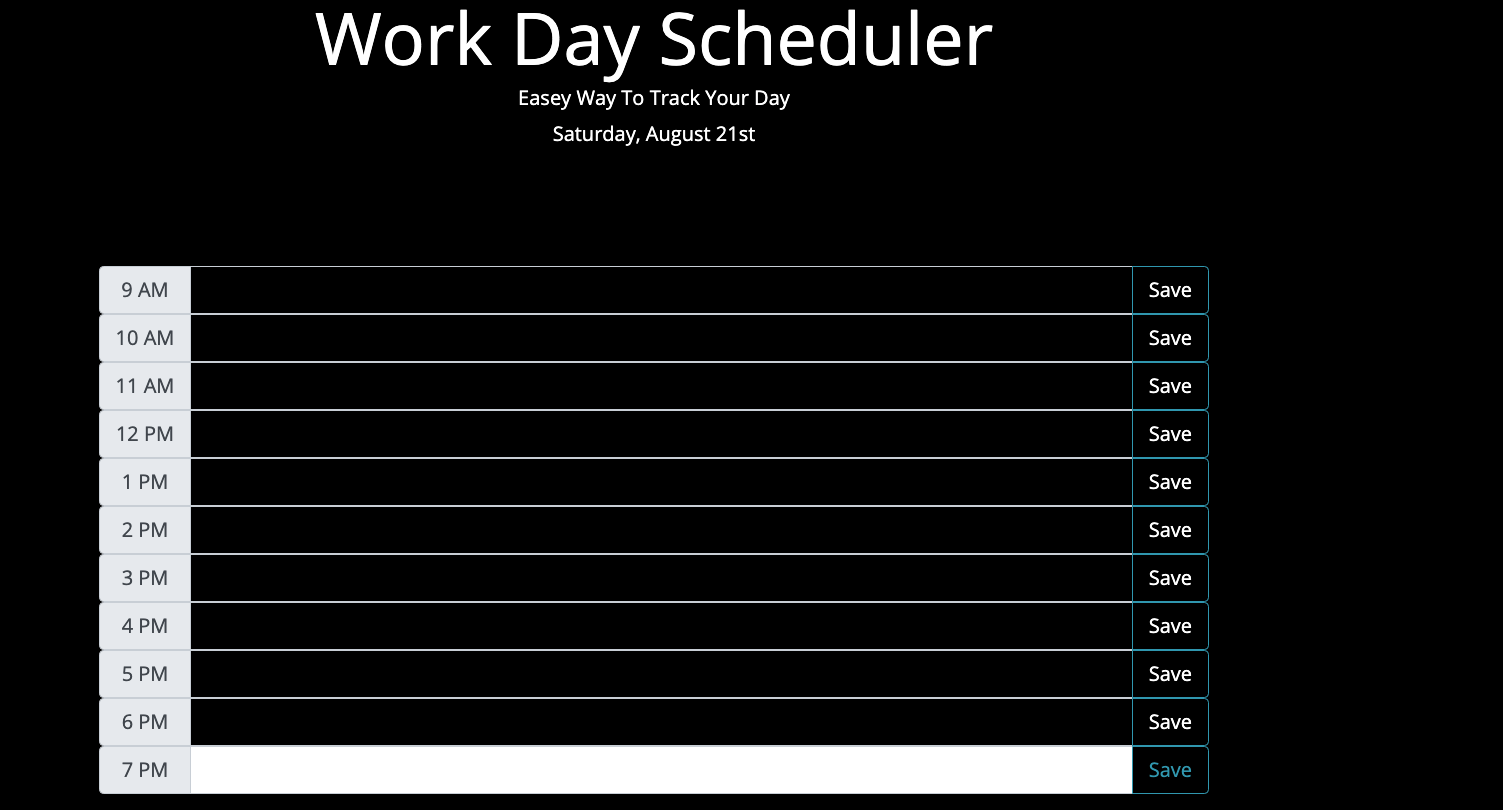 Work Day Scheduler
Easey Way To Track Your Day
Saturday, August 21st
9 AM Save
10 AM Save
11 AM Save
12 PM Save
1 PM Save
2 PM Save
3 PM Save
4 PM Save
5 PM Save
6 PM Save
7 PM Save